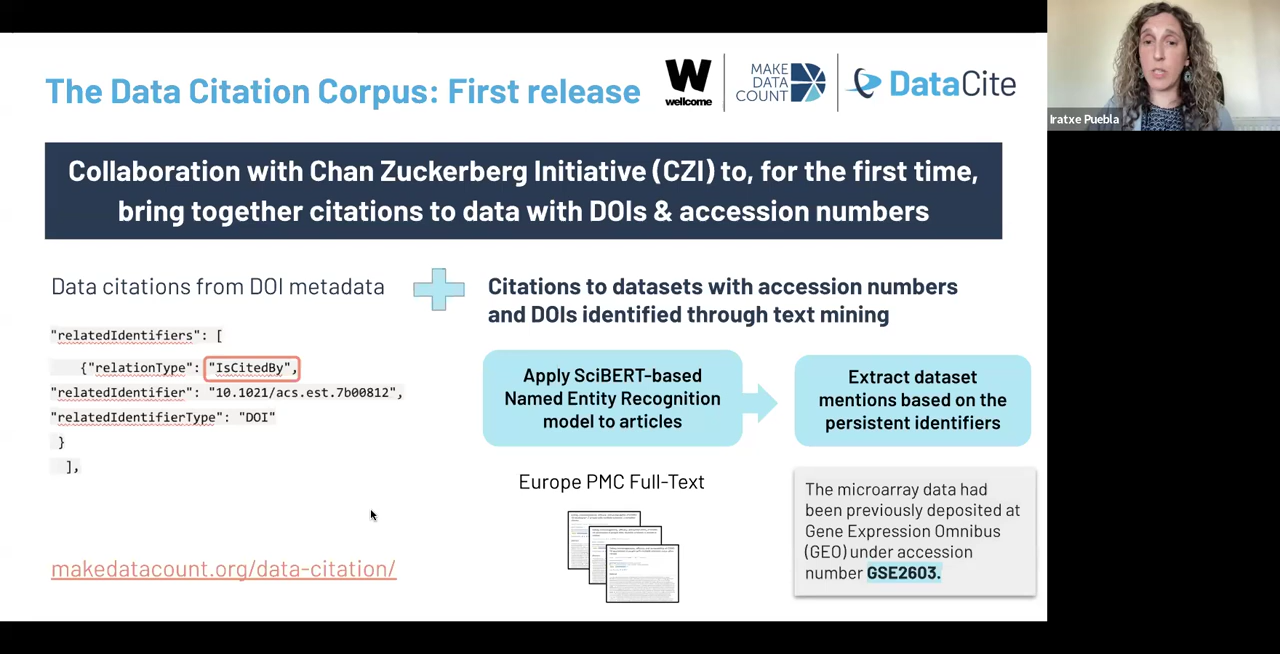 The Data Citation Corpus: First release
W
wellcome
MAKE
DATA
COUNT
DataCite
Iratxe Puebla
Collaboration with Chan Zuckerberg Initiative (CZI) to, for the first time,
bring together citations to data with DOIs & accession numbers
Data citations from DOI metadata
"relatedIdentifiers": [
{"relationType": "IsCitedBy",
"relatedIdentifier": "10.1021/acs.est.7b00812",
"relatedIdentifierType": "DOI"
}
],
makedatacount.org/data-citation/
Citations to datasets with accession numbers
and DOIs identified through text mining
Apply SciBERT-based
Named Entity Recognition
model to articles
Extract dataset
mentions based on the
persistent identifiers
Europe PMC Full-Text
The microarray data had
been previously deposited at
Gene Expression Omnibus
(GEO) under accession
number GSE2603.